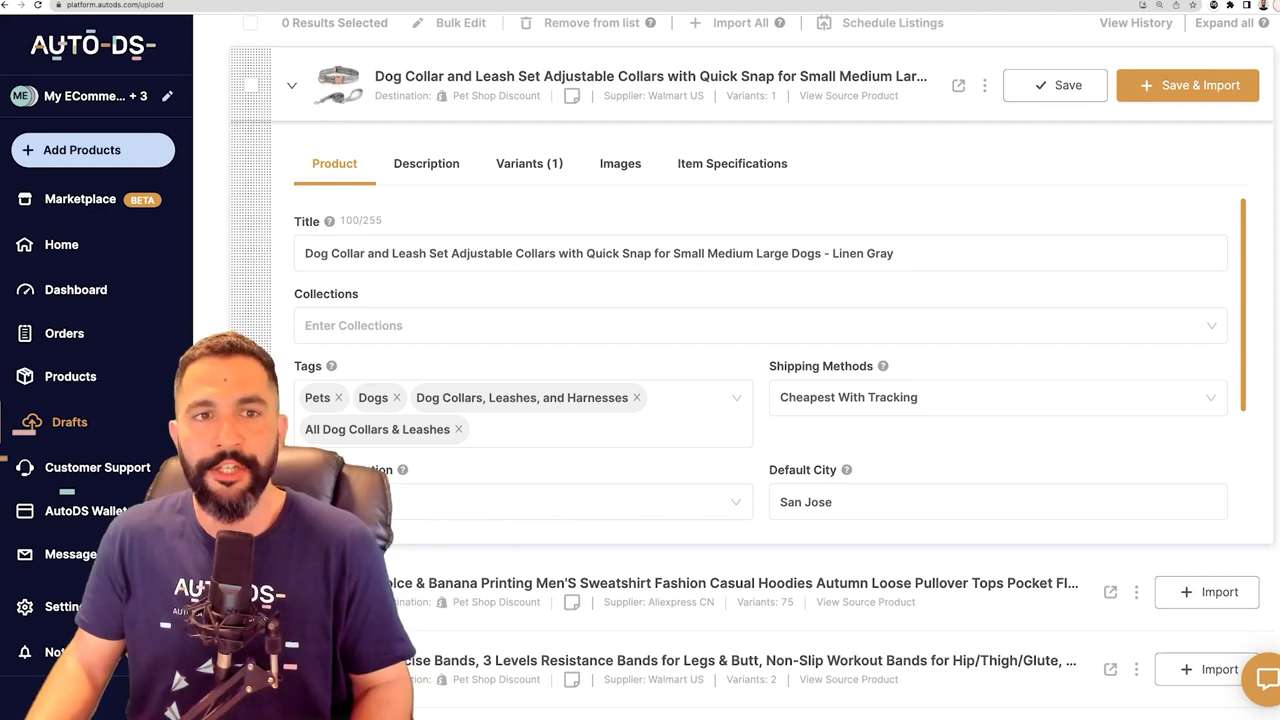 platform.autods.com/upload
0 Results Selected Bulk Edit Remove from list ? + Import All ? Schedule Listings View History Expand all ?
AUTO-DS-
Dog Collar and Leash Set Adjustable Collars with Quick Snap for Small Medium Lar...
Destination: Pet Shop Discount Supplier: Walmart US Variants: 1 View Source Product
Save
+ Save & Import
ME My EComme... + 3
+ Add Products
Marketplace BETA
Home
Dashboard
Orders
Products
Drafts
Customer Support
AutoDS Wallet
Message
Settin
Not
Product Description Variants (1) Images Item Specifications
Title ? 100/255
Dog Collar and Leash Set Adjustable Collars with Quick Snap for Small Medium Large Dogs - Linen Gray
Collections
Enter Collections
Tags ?
Pets × Dogs × Dog Collars, Leashes, and Harnesses ×
All Dog Collars & Leashes ×
Shipping Methods ?
Cheapest With Tracking
tion ?
Default City ?
San Jose
olce & Banana Printing Men'S Sweatshirt Fashion Casual Hoodies Autumn Loose Pullover Tops Pocket Fl...
ination: Pet Shop Discount Supplier: Aliexpress CN Variants: 75 View Source Product
+ Import
cise Bands, 3 Levels Resistance Bands for Legs & Butt, Non-Slip Workout Bands for Hip/Thigh/Glute, ...
Pet Shop Discount Supplier: Walmart US Variants: 2 View Source Product
+ Import
AUTO-DS-